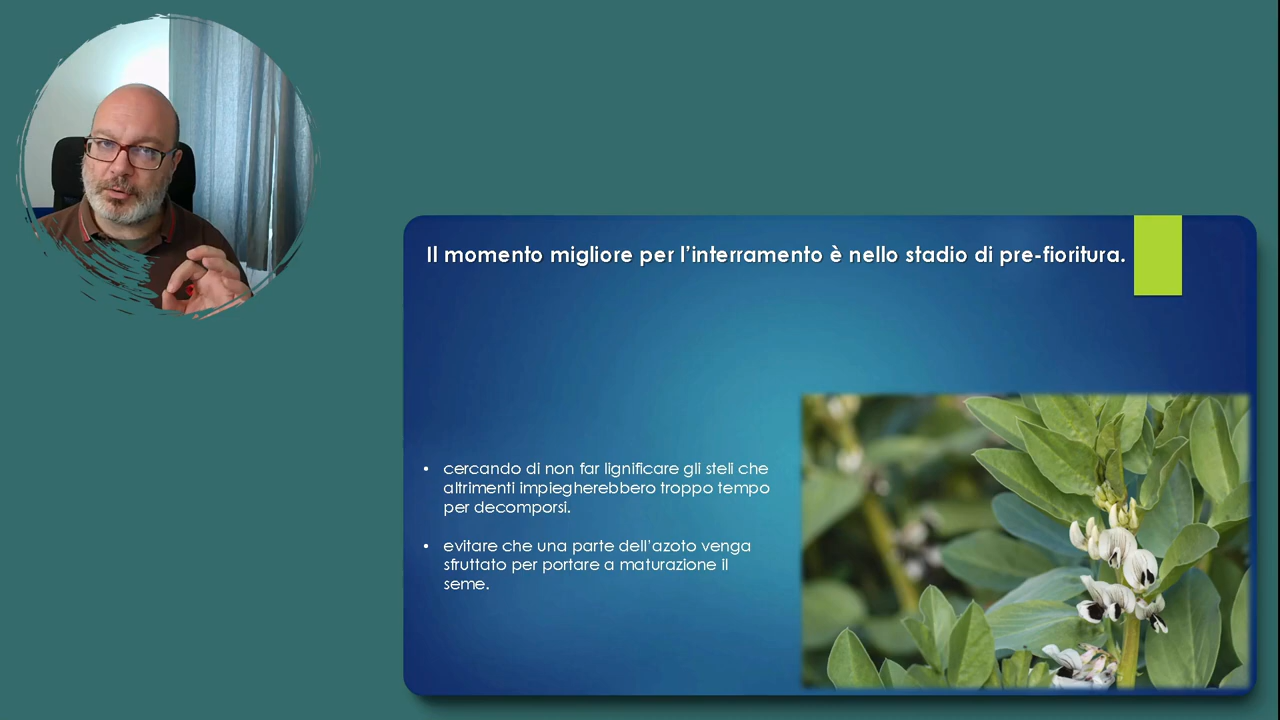 Il momento migliore per l’interramento è nello stadio di pre-fioritura.
• cercando di non far lignificare gli steli che
altrimenti impiegherebbero troppo tempo
per decomporsi.
• evitare che una parte dell’azoto venga
sfruttato per portare a maturazione il
seme.